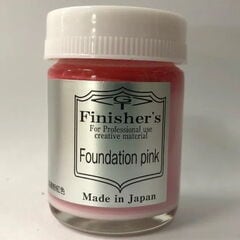 Finisher's
For Professional use
creative material
Foundation pink
Made in Japan